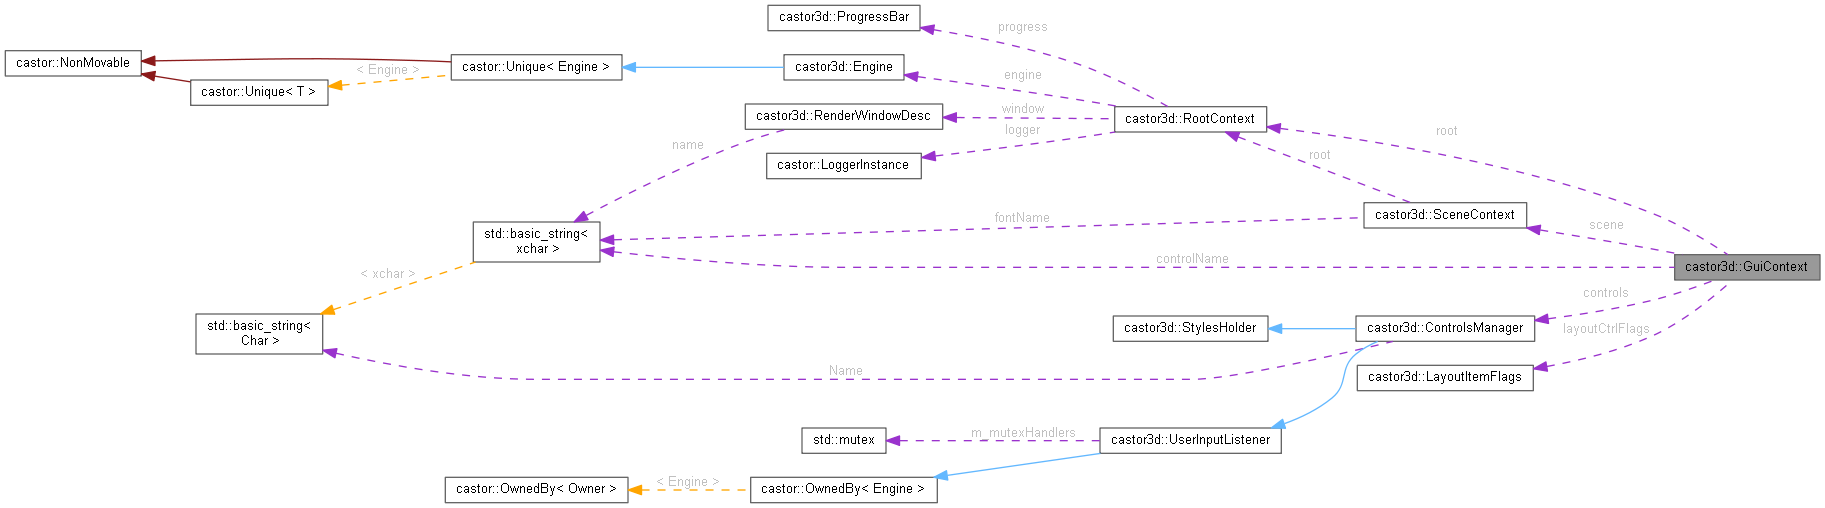 castor3d::ProgressBar
progress
castor::NonMovable
< Engine >
castor::Unique< Engine >
castor3d::Engine
engine
castor::Unique< T >
castor3d::RenderWindowDesc
window
castor3d::RootContext
logger
root
name
castor::LoggerInstance
root
std::basic_string<
xchar >
fontName
castor3d::SceneContext
scene
controlName
castor3d::GuiContext
< xchar >
controls
std::basic_string<
Char >
castor3d::StylesHolder
castor3d::ControlsManager
layoutCtrlFlags
Name
castor3d::LayoutItemFlags
std::mutex
m_mutexHandlers
castor3d::UserInputListener
castor::OwnedBy< Owner >
< Engine >
castor::OwnedBy< Engine >